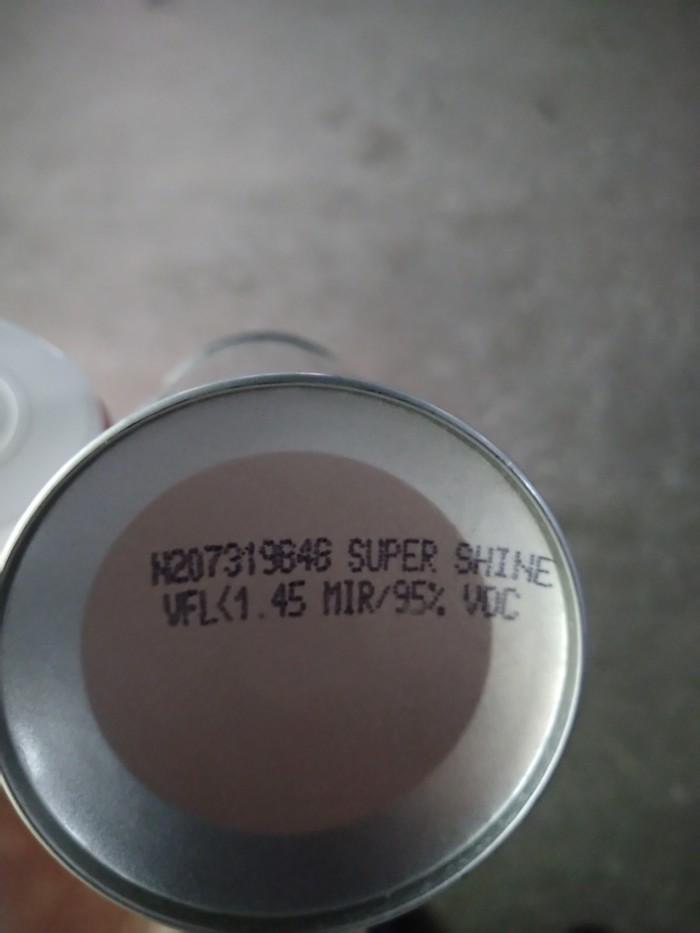 N207319848 SUPER SHINE
VFL<1.45 MIR/95% VOC